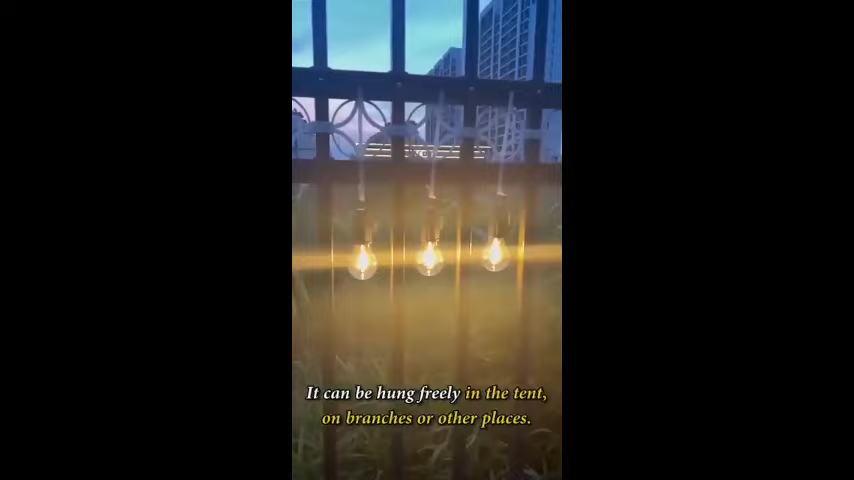 It can be hung freely in the tent,
on branches or other places.